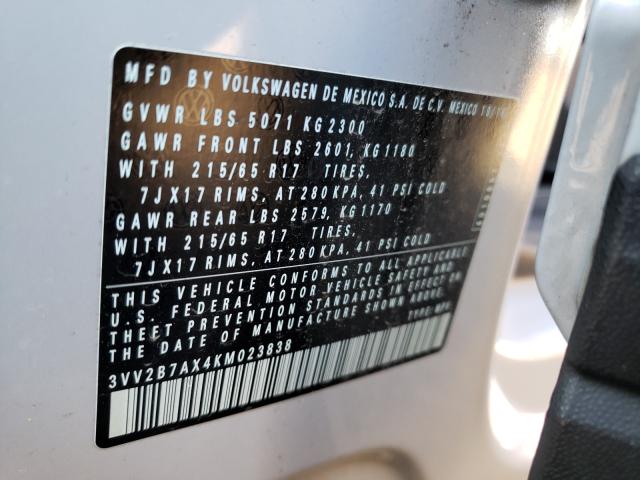 MFD BY VOLKSWAGEN DE MEXICO S.A. DE C.V. MEXICO
GVWR LBS 5071 KG 2300
GAWR FRONT LBS 2601, KG 1180
WITH 215/65 R17 TIRES,
7JX17 RIMS, AT 280 KPA, 41 PSI COLD
GAWR REAR LBS 2579, KG 1170
WITH 215/65 R17 TIRES,
7JX17 RIMS, AT 280 KPA, 41 PSI COLD
THIS VEHICLE CONFORMS TO ALL APPLICABLE
U.S. FEDERAL MOTOR VEHICLE SAFETY AND
THEFT PREVENTION STANDARDS IN EFFECT ON
THE DATE OF MANUFACTURE SHOWN ABOVE.
3VV2B7AX4KM023838 TYPE: